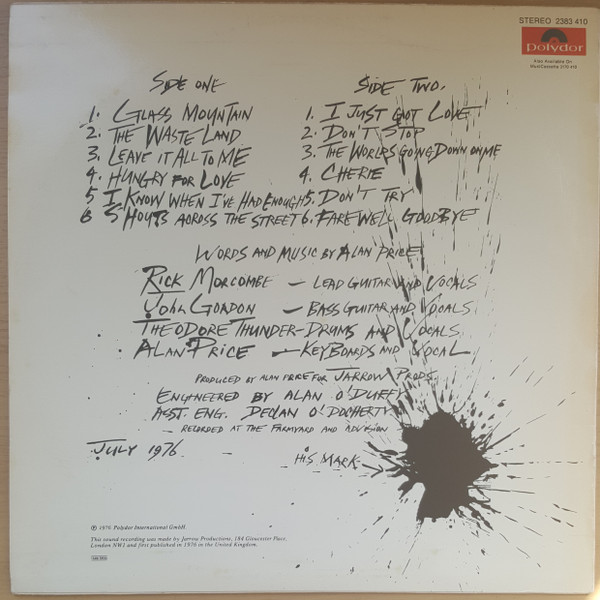 STEREO 2383 410
polydor
Also Available On
MusiCassette 3170 410
SIDE ONE
1. GLASS MOUNTAIN
2. THE WASTE LAND
3. LEAVE IT ALL TO ME
4. HUNGRY FOR LOVE
5 I KNOW WHEN I'VE HAD ENOUGH
6 SHOUTS ACROSS THE STREET
SIDE TWO.
1. I JUST GOT LOVE
2. DON'T STOP
3. THE WORLDS GOING DOWN ON ME
4. CHERIE
5. DON'T TRY
6. FAREWELL GOODBYE
WORDS AND MUSIC BY ALAN PRICE
RICK MORCOMBE – LEAD GUITAR AND VOCALS
JOHN GORDON – BASS GUITAR AND VOCALS
THEODORE THUNDER – DRUMS AND VOCALS
ALAN PRICE – KEYBOARDS AND VOCAL
PRODUCED BY ALAN PRICE FOR JARROW PRODS.
ENGINEERED BY ALAN O'DUFFY
ASST. ENG. DECLAN O'DOCHERTY
– RECORDED AT THE FARMYARD AND ADVISION
JULY 1976
HIS MARK
℗ 1976 Polydor International GmbH.
This sound recording was made by Jarrow Productions, 184 Gloucester Place,
London NW1 and first published in 1976 in the United Kingdom.